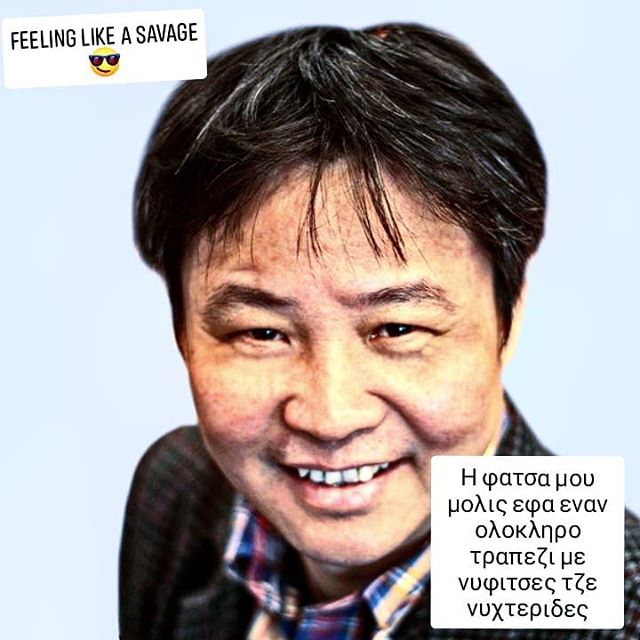 FEELING LIKE A SAVAGE
😎
Η φατσα μου
μολις εφα εναν
ολοκληρο
τραπεζι με
νυφιτσες τζε
νυχτεριδες